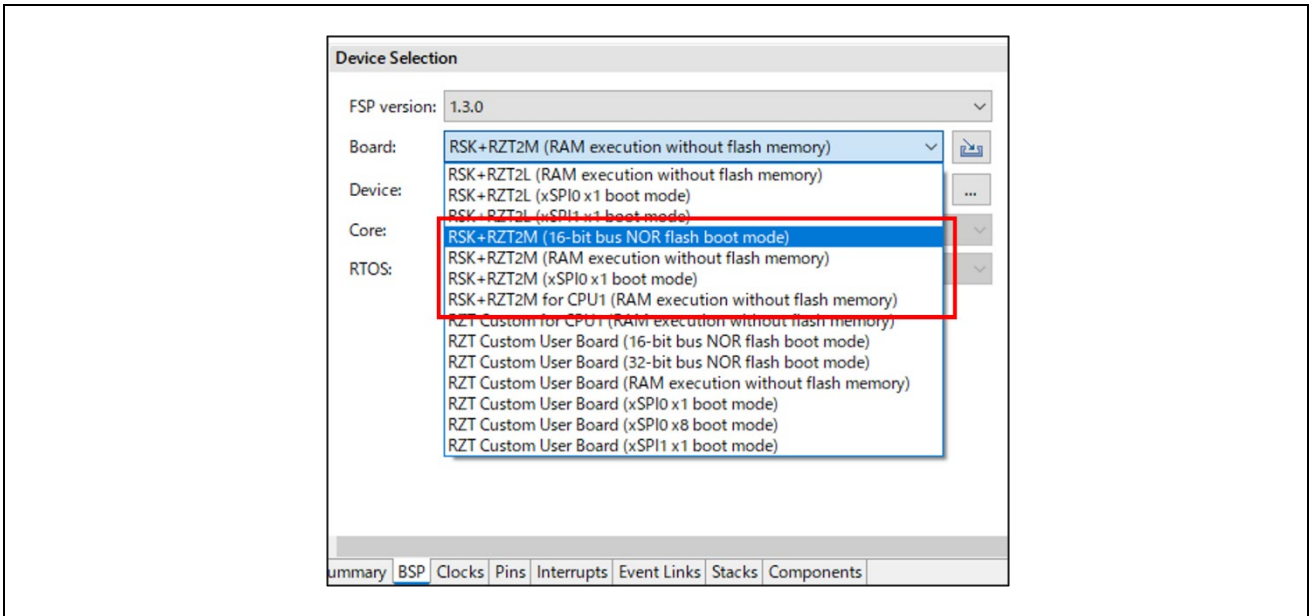 Device Selection
FSP version: 1.3.0
Board: RSK+RZT2M (RAM execution without flash memory)
RSK+RZT2L (RAM execution without flash memory)
Device: ...
RSK+RZT2L (xSPI0 x1 boot mode)
RSK+RZT2L (xSPI1 x1 boot mode)
Core:
RSK+RZT2M (16-bit bus NOR flash boot mode)
RSK+RZT2M (RAM execution without flash memory)
RTOS:
RSK+RZT2M (xSPI0 x1 boot mode)
RSK+RZT2M for CPU1 (RAM execution without flash memory)
RZT Custom for CPU1 (RAM execution without flash memory)
RZT Custom User Board (16-bit bus NOR flash boot mode)
RZT Custom User Board (32-bit bus NOR flash boot mode)
RZT Custom User Board (RAM execution without flash memory)
RZT Custom User Board (xSPI0 x1 boot mode)
RZT Custom User Board (xSPI0 x8 boot mode)
RZT Custom User Board (xSPI1 x1 boot mode)
ummary BSP Clocks Pins Interrupts Event Links Stacks Components